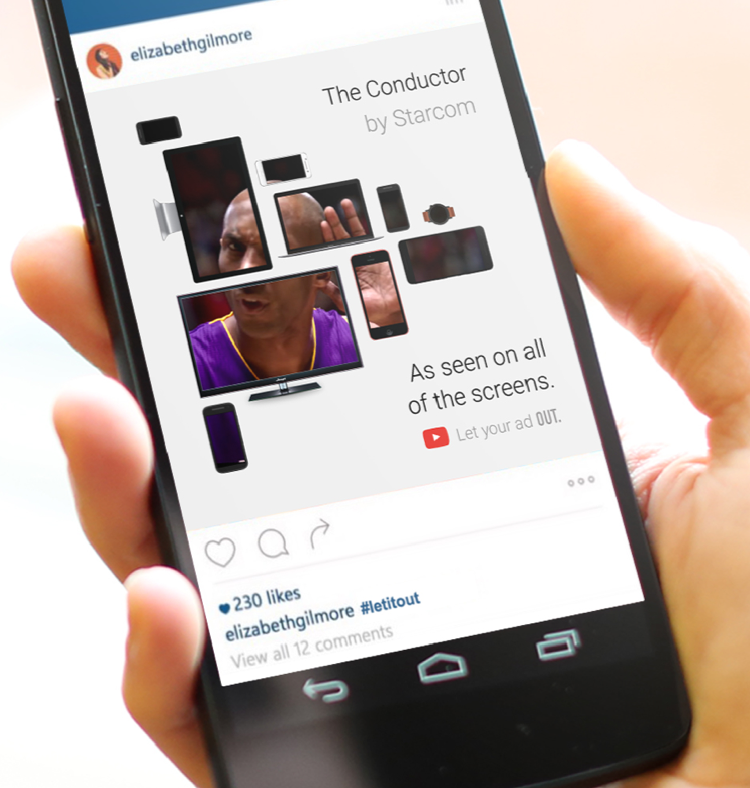 elizabethgilmore
The Conductor
by Starcom
As seen on all
of the screens.
Let your ad OUT.
230 likes
elizabethgilmore #letitout
View all 12 comments